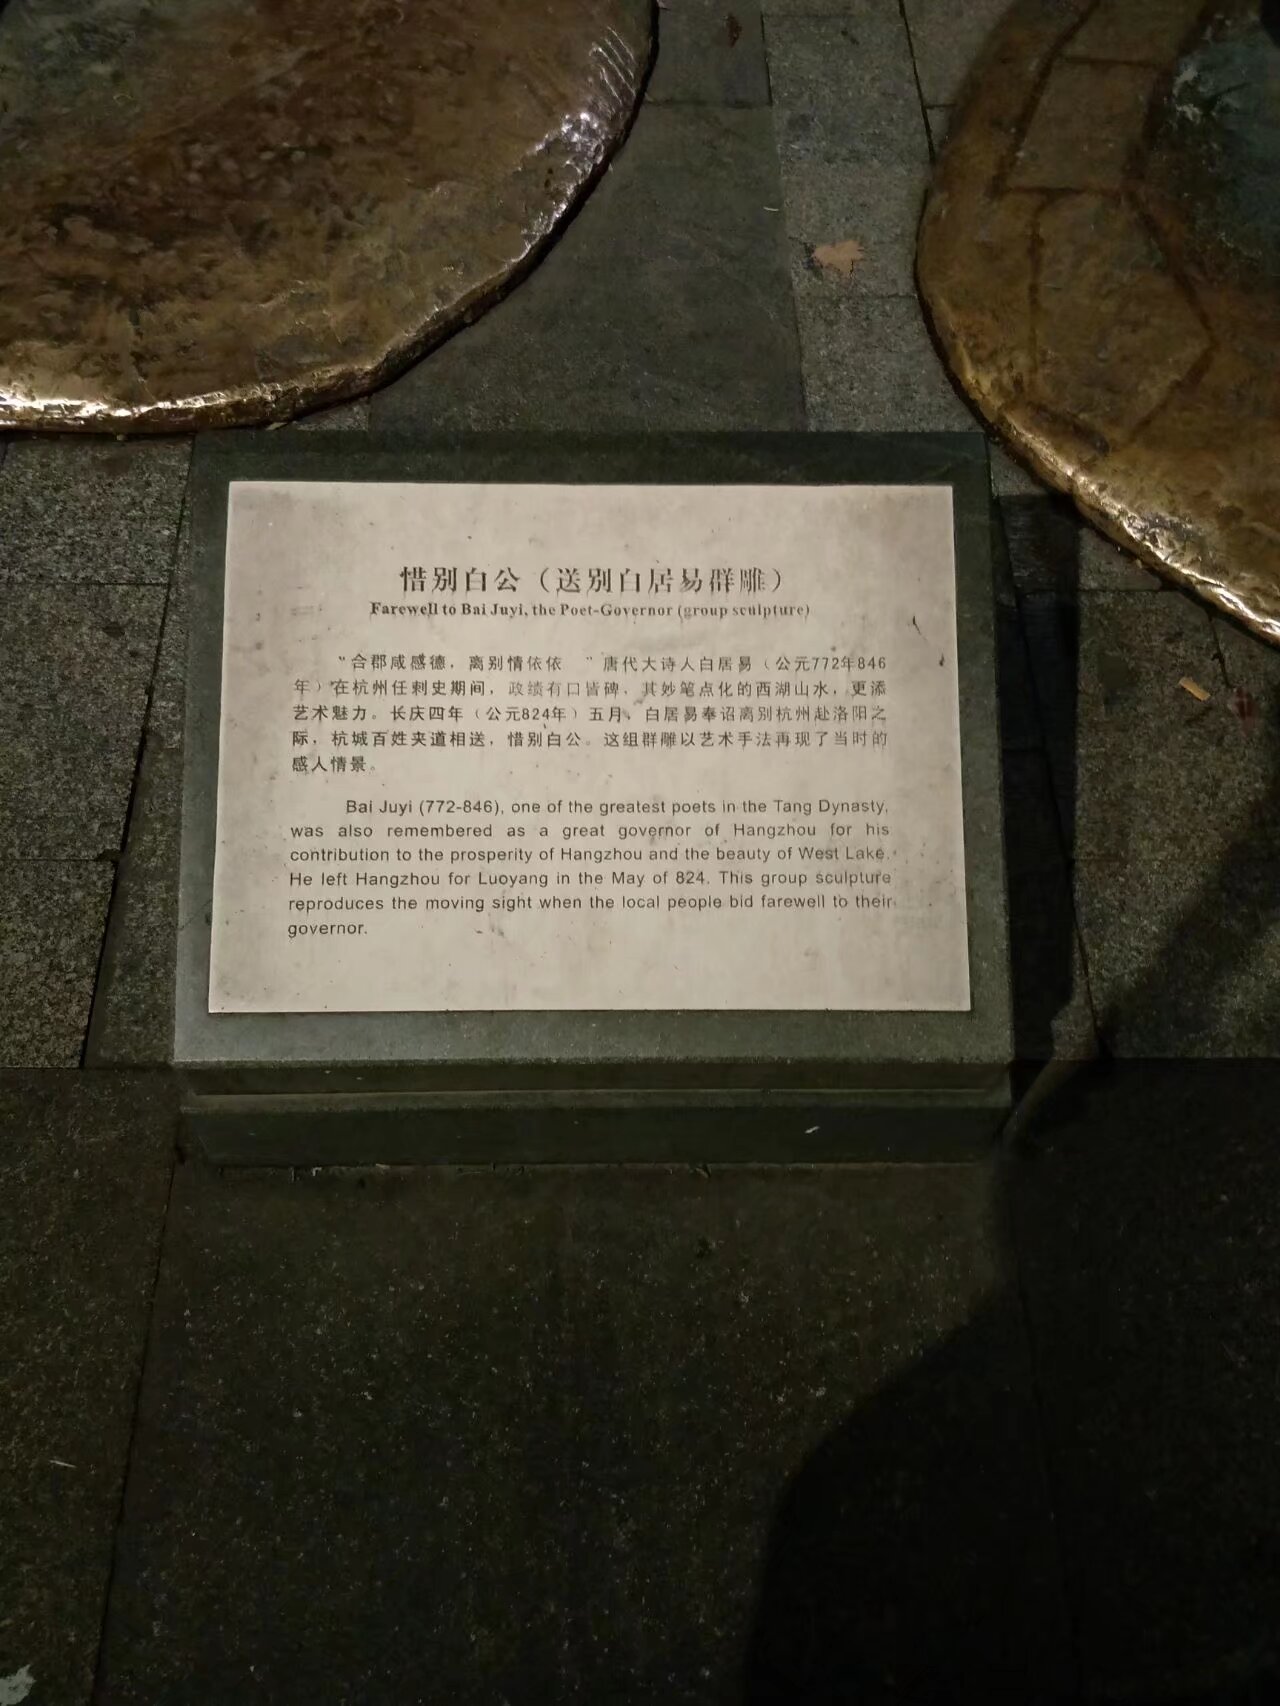 惜别白公（送别白居易群雕）
Farewell to Bai Juyi, the Poet-Governor (group sculpture)
“合郡咸感德，离别情依依　”唐代大诗人白居易（公元772年846
年）在杭州任刺史期间，政绩有口皆碑，其妙笔点化的西湖山水，更添
艺术魅力。长庆四年（公元824年）五月，白居易奉诏离别杭州赴洛阳之
际，杭城百姓夹道相送，惜别白公。这组群雕以艺术手法再现了当时的
感人情景。
Bai Juyi (772-846), one of the greatest poets in the Tang Dynasty,
was also remembered as a great governor of Hangzhou for his
contribution to the prosperity of Hangzhou and the beauty of West Lake.
He left Hangzhou for Luoyang in the May of 824. This group sculpture
reproduces the moving sight when the local people bid farewell to their
governor.